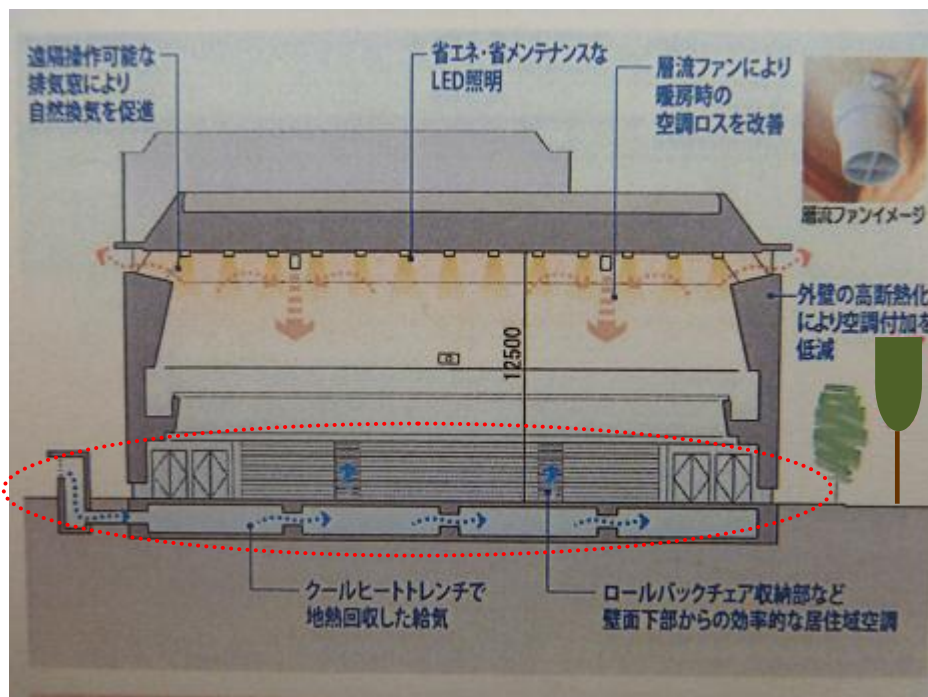 遠隔操作可能な
排気窓により
自然換気を促進
省エネ・省メンテナンスな
LED照明
層流ファンにより
暖房時の
空調ロスを改善
層流ファンイメージ
外壁の高断熱化
により空調付加を
低減
12500
クールヒートトレンチで
地熱回収した給気
ロールバックチェア収納部など
壁面下部からの効率的な居住域空調